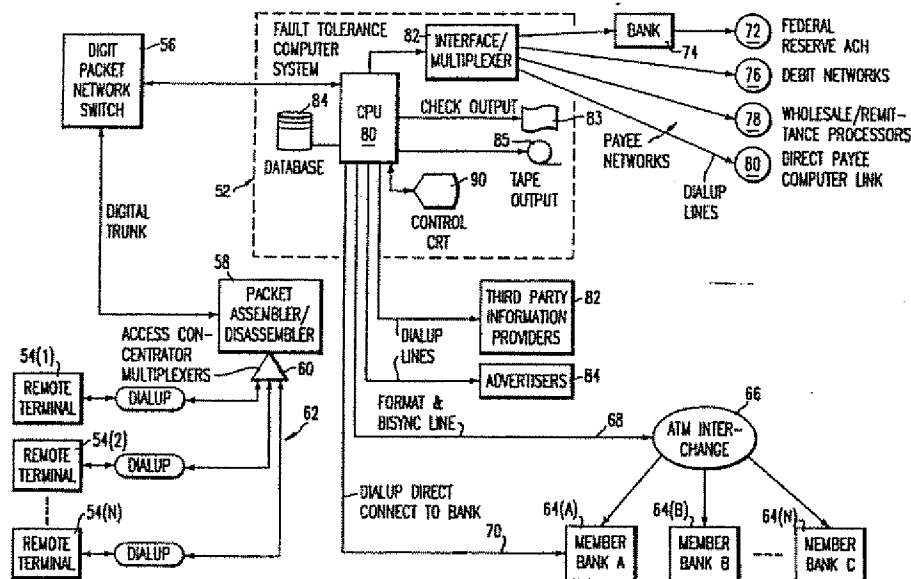 DIGIT
PACKET
NETWORK
SWITCH
56
FAULT TOLERANCE
COMPUTER
SYSTEM
82
INTERFACE/
MULTIPLEXER
BANK
74
72
FEDERAL
RESERVE ACH
76
DEBIT NETWORKS
78
WHOLESALE/REMIT-
TANCE PROCESSORS
80
DIRECT PAYEE
COMPUTER LINK
PAYEE
NETWORKS
DIALUP
LINES
84
DATABASE
CPU
80
CHECK OUTPUT
83
85
TAPE
OUTPUT
90
CONTROL
CRT
52
DIGITAL
TRUNK
58
PACKET
ASSEMBLER/
DISASSEMBLER
ACCESS CON-
CENTRATOR
MULTIPLEXERS
60
62
54(1)
REMOTE
TERMINAL
DIALUP
54(2)
REMOTE
TERMINAL
DIALUP
54(N)
REMOTE
TERMINAL
DIALUP
THIRD PARTY
INFORMATION
PROVIDERS
82
DIALUP
LINES
ADVERTISERS
84
FORMAT &
BISYNC LINE
68
66
ATM INTER-
CHANGE
DIALUP DIRECT
CONNECT TO BANK
70
64(A)
MEMBER
BANK A
64(B)
MEMBER
BANK B
64(N)
MEMBER
BANK C